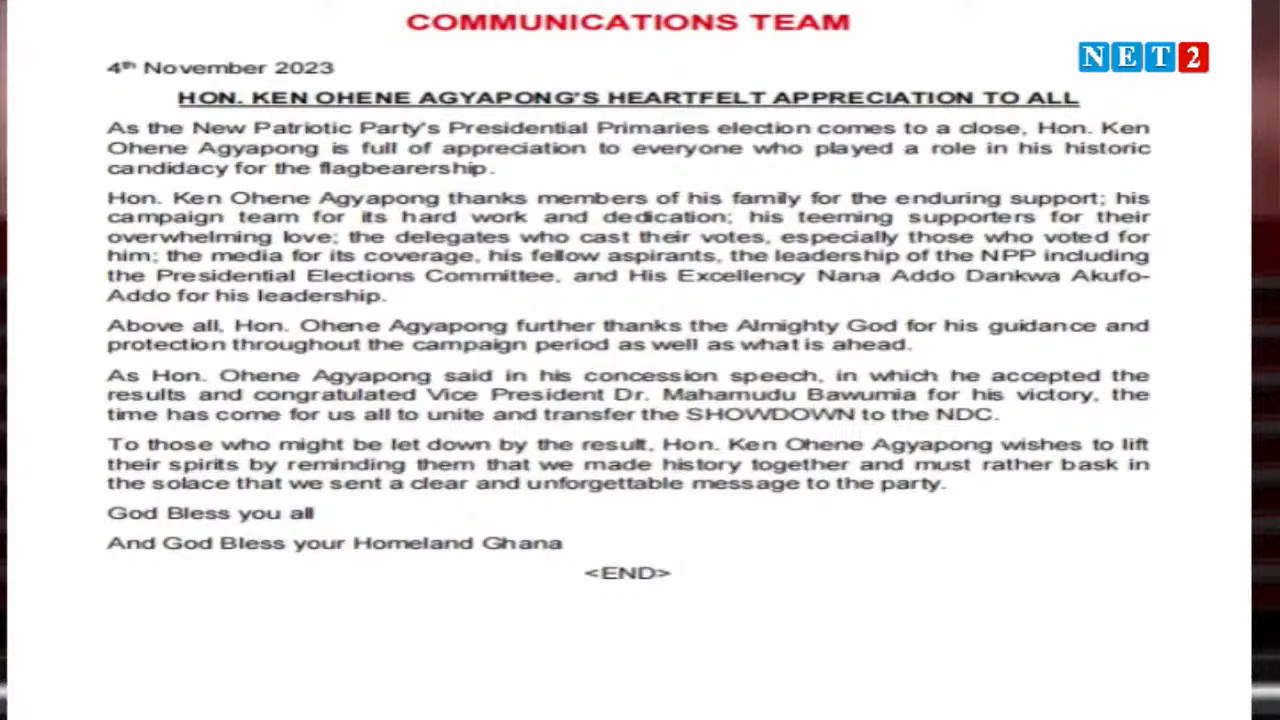 COMMUNICATIONS TEAM
NET2
4th November 2023
HON. KEN OHENE AGYAPONG'S HEARTFELT APPRECIATION TO ALL
As the New Patriotic Party's Presidential Primaries election comes to a close, Hon. Ken
Ohene Agyapong is full of appreciation to everyone who played a role in his historic
candidacy for the flagbearership.
Hon. Ken Ohene Agyapong thanks members of his family for the enduring support; his
campaign team for its hard work and dedication; his teeming supporters for their
overwhelming love; the delegates who cast their votes, especially those who voted for
him; the media for its coverage, his fellow aspirants, the leadership of the NPP including
the Presidential Elections Committee, and His Excellency Nana Addo Dankwa Akufo-
Addo for his leadership.
Above all, Hon. Ohene Agyapong further thanks the Almighty God for his guidance and
protection throughout the campaign period as well as what is ahead.
As Hon. Ohene Agyapong said in his concession speech, in which he accepted the
results and congratulated Vice President Dr. Mahamudu Bawumia for his victory, the
time has come for us all to unite and transfer the SHOWDOWN to the NDC.
To those who might be let down by the result, Hon. Ken Ohene Agyapong wishes to lift
their spirits by reminding them that we made history together and must rather bask in
the solace that we sent a clear and unforgettable message to the party.
God Bless you all
And God Bless your Homeland Ghana
<END>